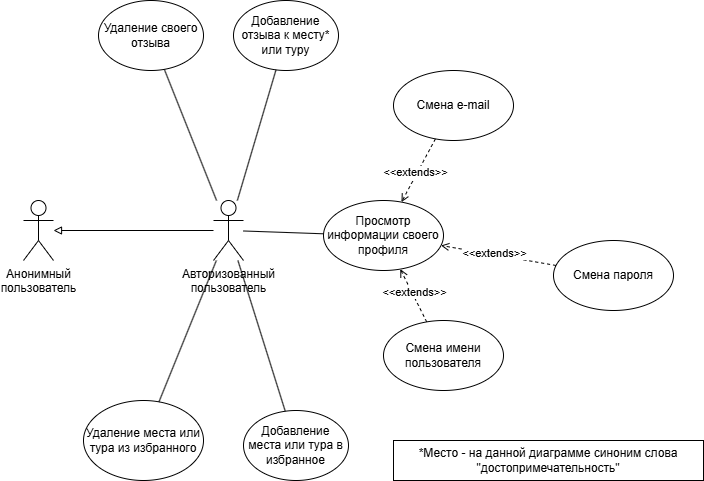 Удаление своего
отзыва
Добавление
отзыва к месту*
или туру
Смена e-mail
<<extends>>
Просмотр
информации своего
профиля
<<extends>>
Смена пароля
Анонимный
пользователь
Авторизованный
пользователь
<<extends>>
Смена имени
пользователя
Удаление места или
тура из избранного
Добавление
места или тура в
избранное
*Место - на данной диаграмме синоним слова
"достопримечательность"